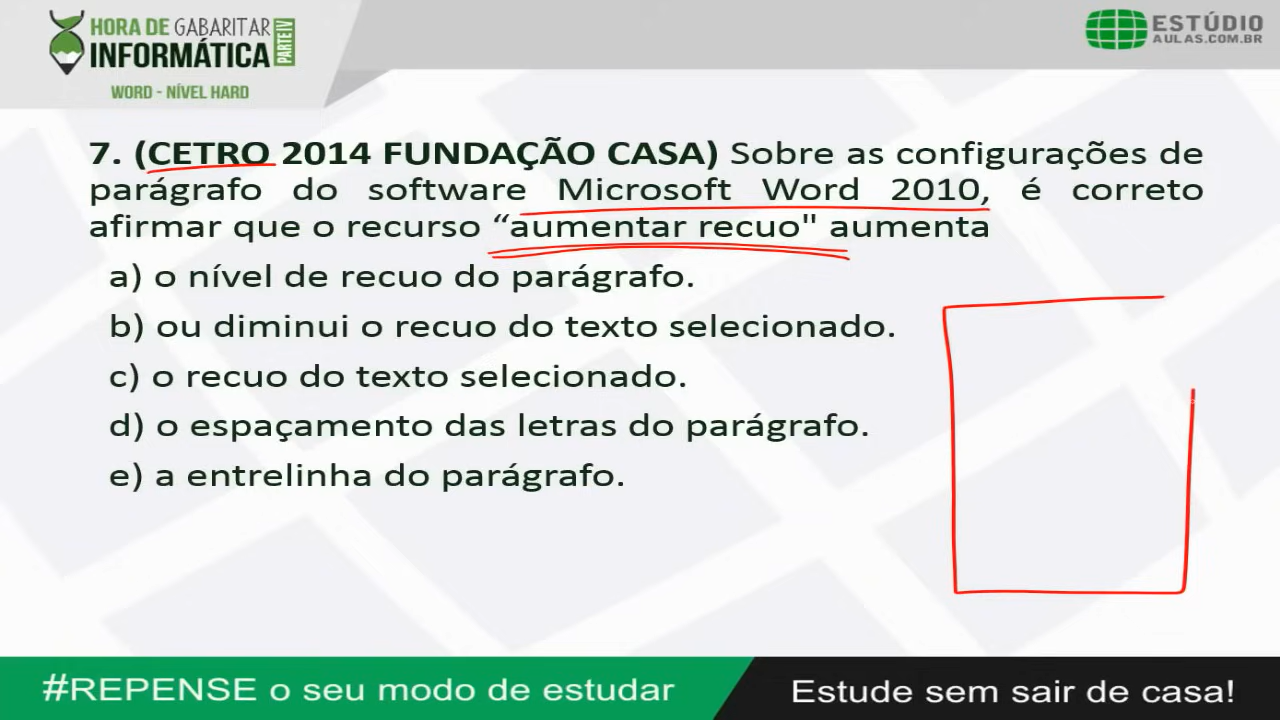 HORA DE GABARITAR
INFORMÁTICA
PARTE IV
WORD - NÍVEL HARD
ESTÚDIO
AULAS.COM.BR
7. (CETRO 2014 FUNDAÇÃO CASA) Sobre as configurações de
parágrafo do software Microsoft Word 2010, é correto
afirmar que o recurso “aumentar recuo" aumenta
a) o nível de recuo do parágrafo.
b) ou diminui o recuo do texto selecionado.
c) o recuo do texto selecionado.
d) o espaçamento das letras do parágrafo.
e) a entrelinha do parágrafo.
#REPENSE o seu modo de estudar
Estude sem sair de casa!